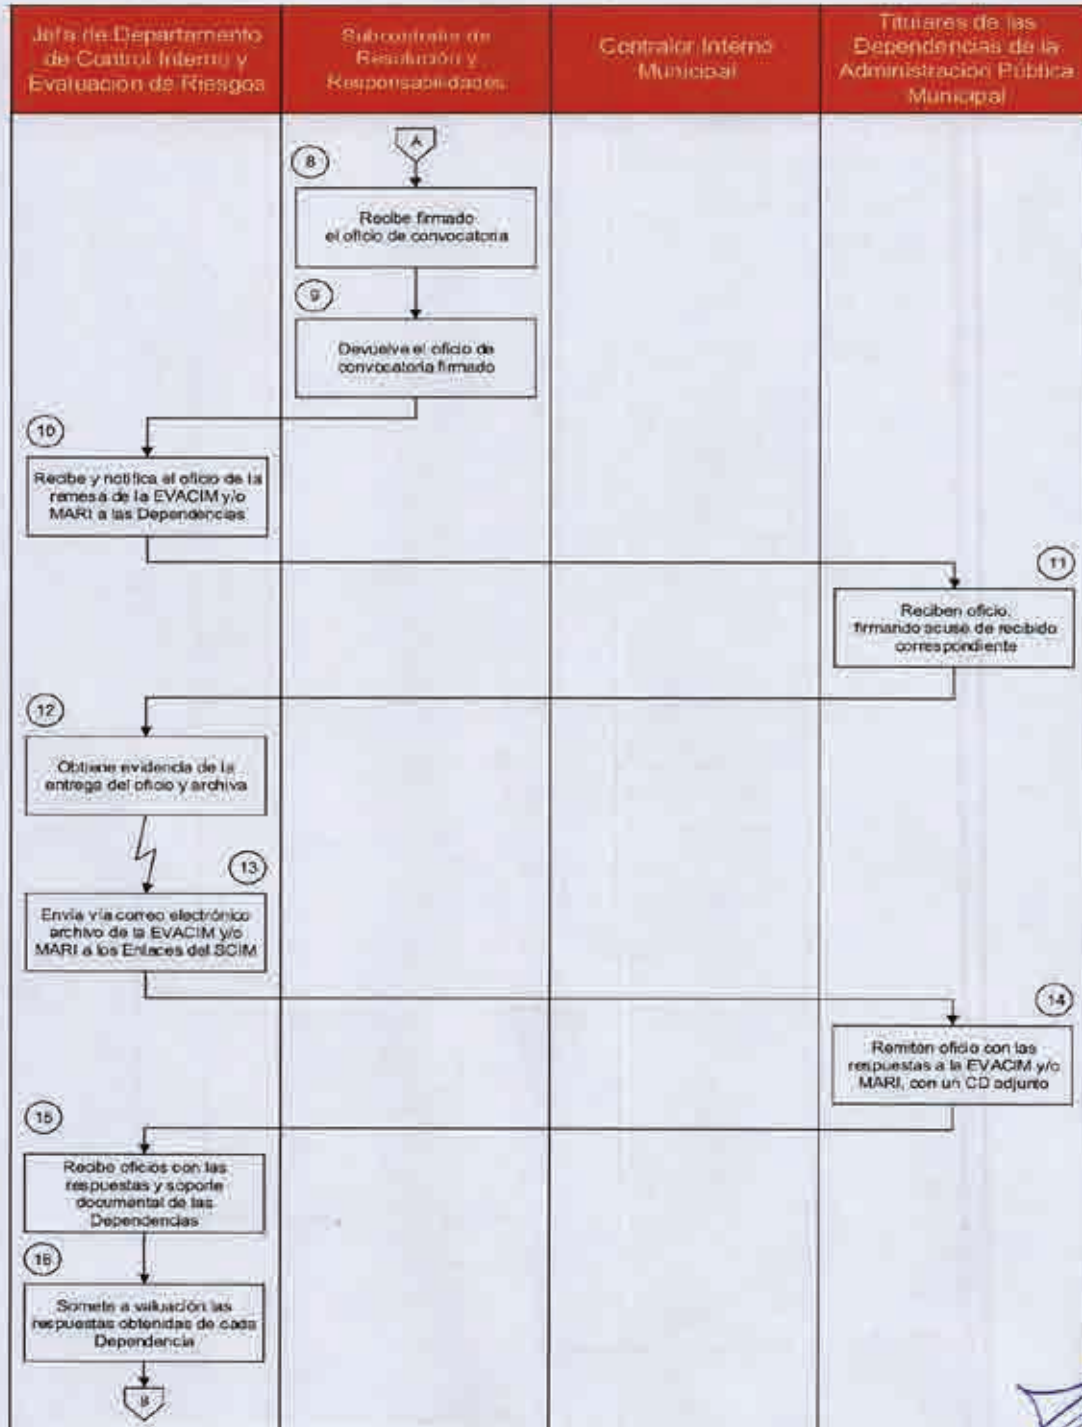 Jefa de Departamento
de Control Interno y
Evaluación de Riesgos
Subcontralor de
Resolución y
Responsabilidades
Contralor Interno
Municipal
Titulares de las
Dependencias de la
Administración Pública
Municipal
A
8
Recibe firmado
el oficio de convocatoria
9
Devuelve el oficio de
convocatoria firmado
10
Recibe y notifica el oficio de la
remesa de la EVACIM y/o
MARI a las Dependencias
11
Reciben oficio,
firmando acuse de recibido
correspondiente
12
Obtiene evidencia de la
entrega del oficio y archiva
13
Envía vía correo electrónico
archivo de la EVACIM y/o
MARI a los Enlaces del SCIM
14
Remiten oficio con las
respuestas a la EVACIM y/o
MARI, con un CD adjunto
15
Recibe oficios con las
respuestas y soporte
documental de las
Dependencias
16
Somete a valuación las
respuestas obtenidas de cada
Dependencia
B